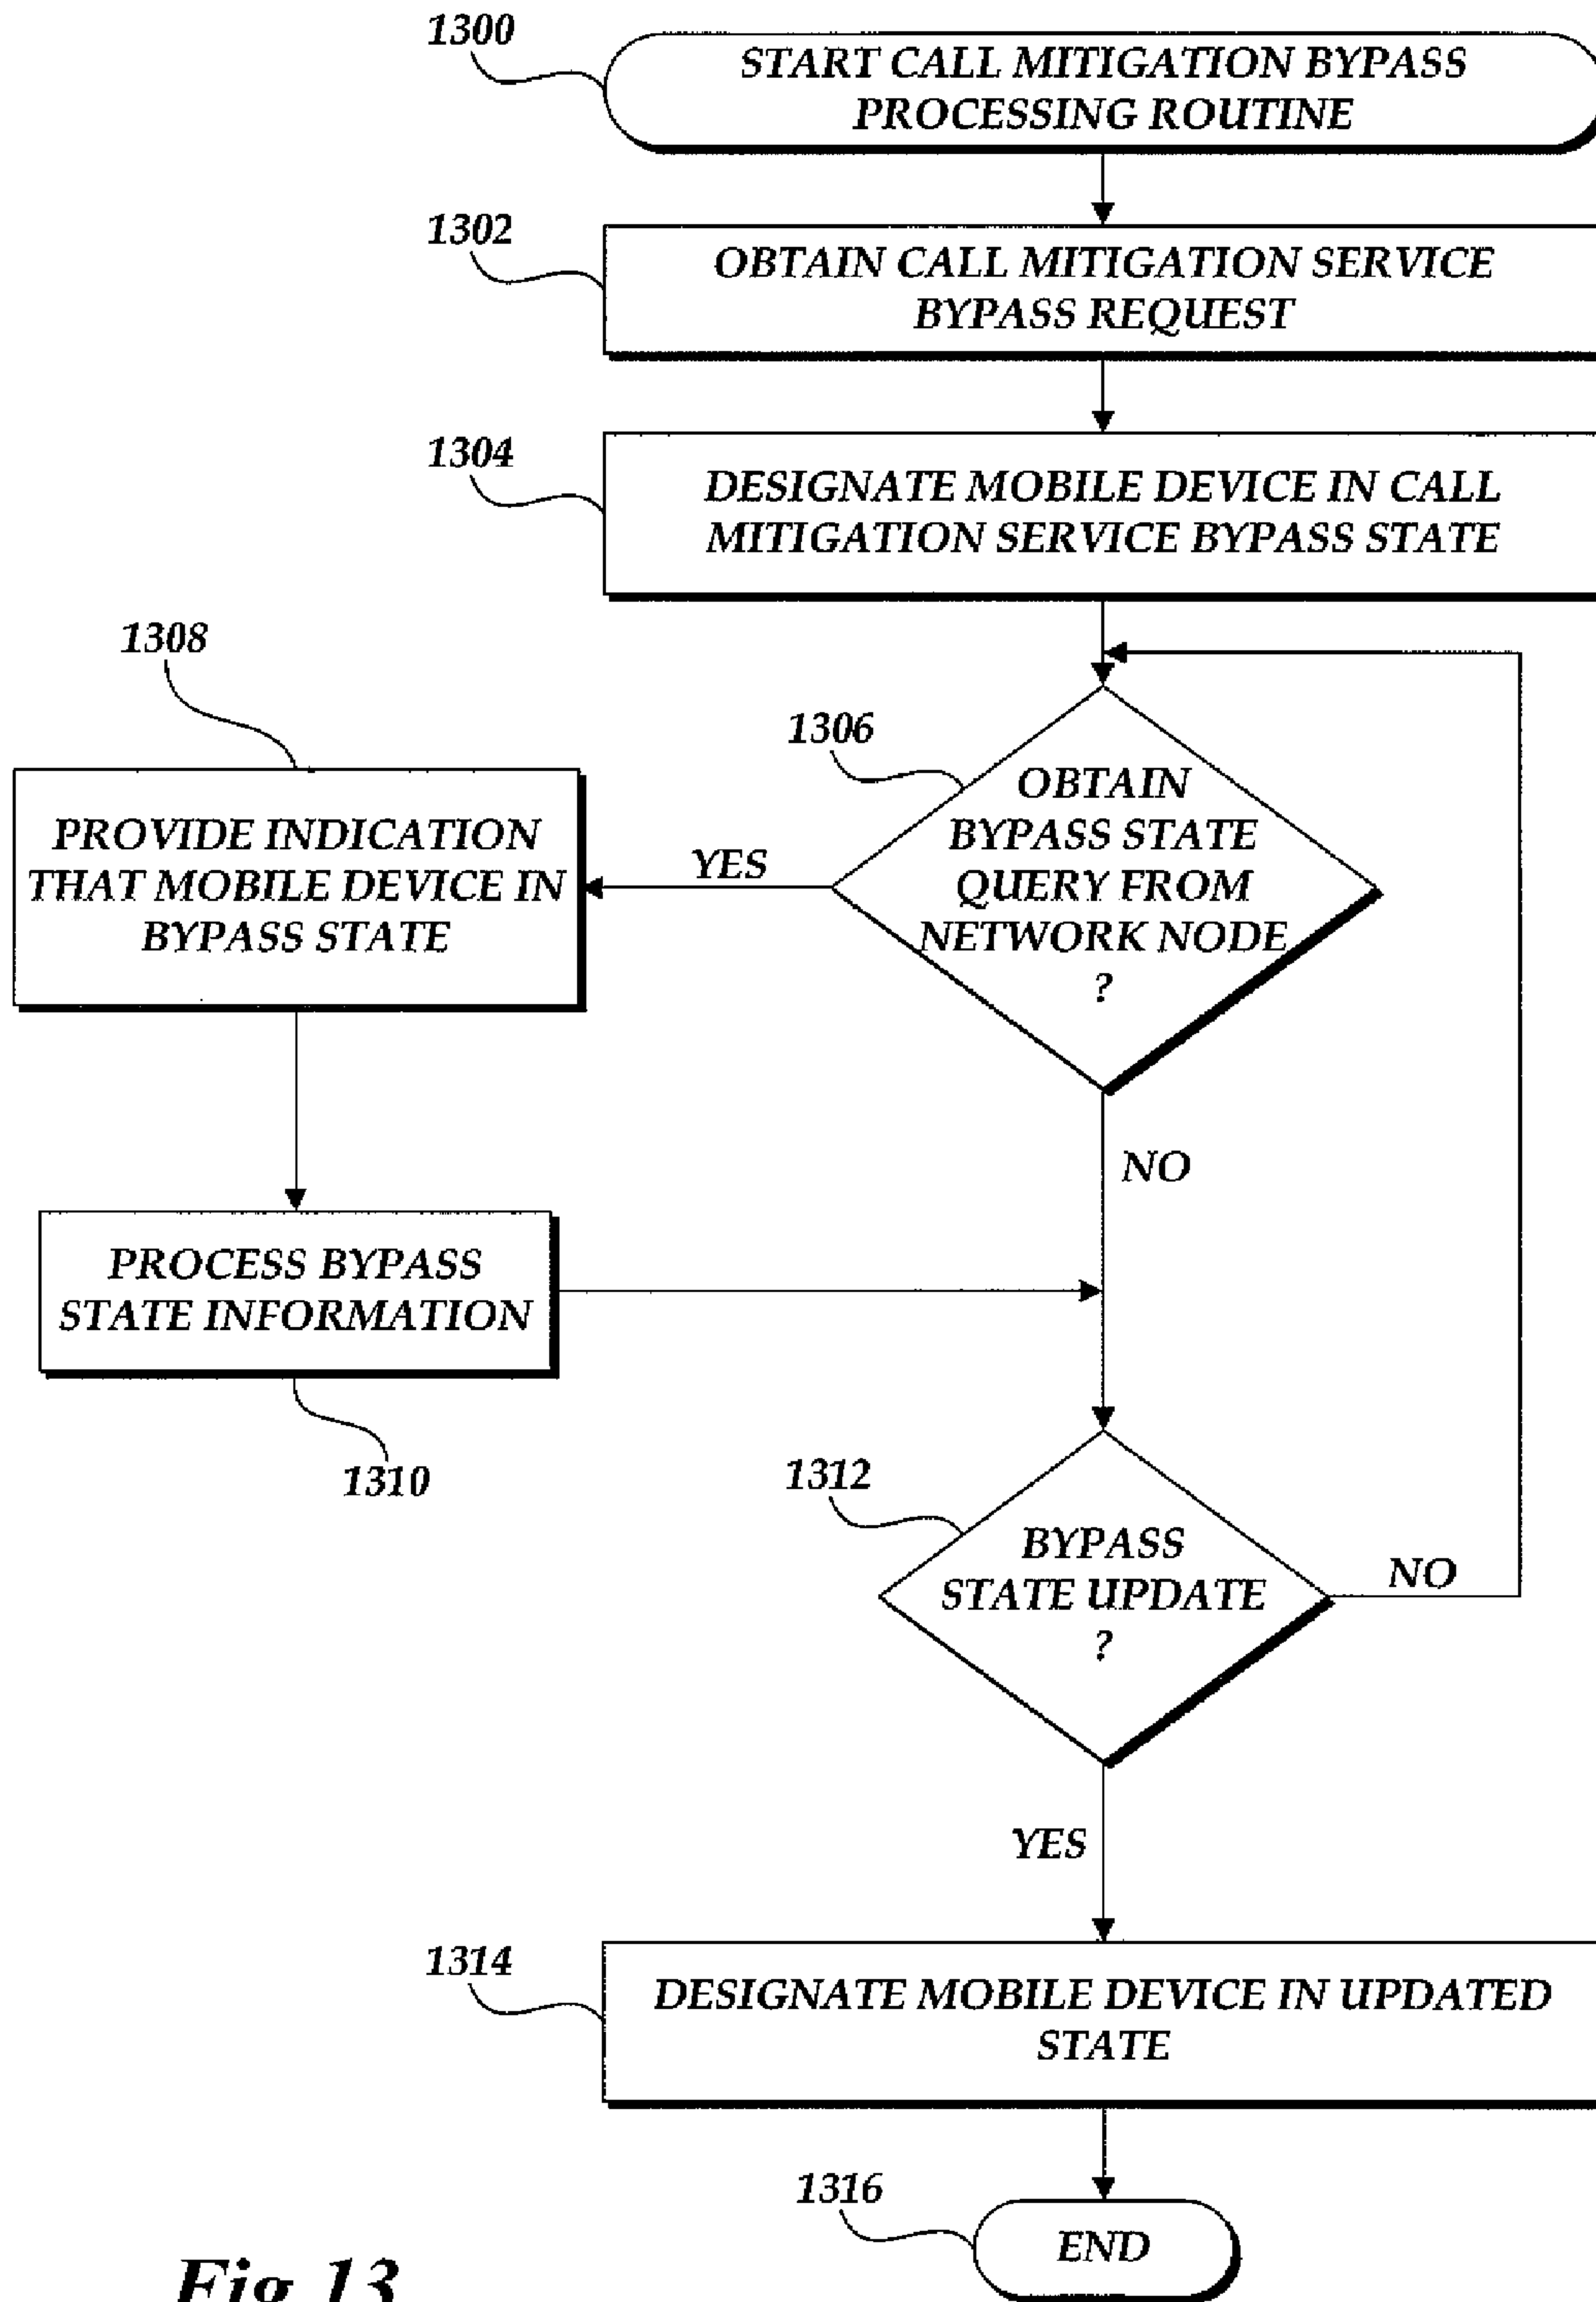 1300
START CALL MITIGATION BYPASS
PROCESSING ROUTINE
1302
OBTAIN CALL MITIGATION SERVICE
BYPASS REQUEST
1304
DESIGNATE MOBILE DEVICE IN CALL
MITIGATION SERVICE BYPASS STATE
1306
OBTAIN
BYPASS STATE
QUERY FROM
NETWORK NODE
?
YES
1308
PROVIDE INDICATION
THAT MOBILE DEVICE IN
BYPASS STATE
NO
PROCESS BYPASS
STATE INFORMATION
1310
1312
BYPASS
STATE UPDATE
?
NO
YES
1314
DESIGNATE MOBILE DEVICE IN UPDATED
STATE
1316
END
Fig 13